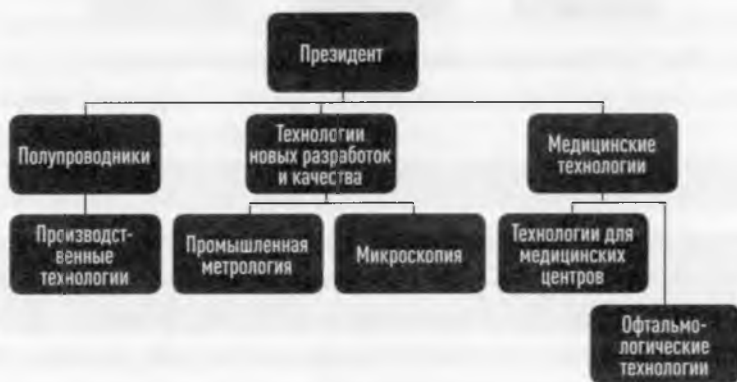 Президент
Полупроводники
Технологии
новых разработок
и качества
Медицинские
технологии
Производст-
венные
технологии
Промышленная
метрология
Микроскопия
Технологии для
медицинских
центров
Офтальмо-
логические
технологии